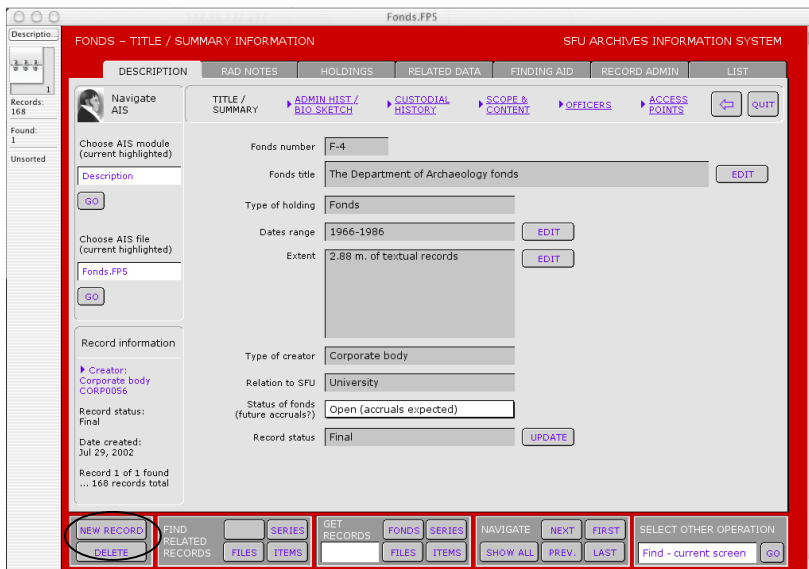 Fonds.FP5
Descriptio...
1
Records:
168
Found:
1
Unsorted
FONDS – TITLE / SUMMARY INFORMATION
SFU ARCHIVES INFORMATION SYSTEM
DESCRIPTION
RAD NOTES
HOLDINGS
RELATED DATA
FINDING AID
RECORD ADMIN
LIST
Navigate
AIS
TITLE /
SUMMARY
ADMIN HIST /
BIO SKETCH
CUSTODIAL
HISTORY
SCOPE &
CONTENT
OFFICERS
ACCESS
POINTS
QUIT
Choose AIS module
(current highlighted)
Description
GO
Choose AIS file
(current highlighted)
Fonds.FP5
GO
Record information
Creator:
Corporate body
CORP0056
Record status:
Final
Date created:
Jul 29, 2002
Record 1 of 1 found
... 168 records total
Fonds number F-4
Fonds title The Department of Archaeology fonds EDIT
Type of holding Fonds
Dates range 1966-1986 EDIT
Extent 2.88 m. of textual records EDIT
Type of creator Corporate body
Relation to SFU University
Status of fonds
(future accruals?) Open (accruals expected)
Record status Final UPDATE
NEW RECORD
DELETE
FIND
RELATED
RECORDS
SERIES
FILES ITEMS
GET
RECORDS
FONDS SERIES
FILES ITEMS
NAVIGATE NEXT FIRST
SHOW ALL PREV. LAST
SELECT OTHER OPERATION
Find - current screen GO